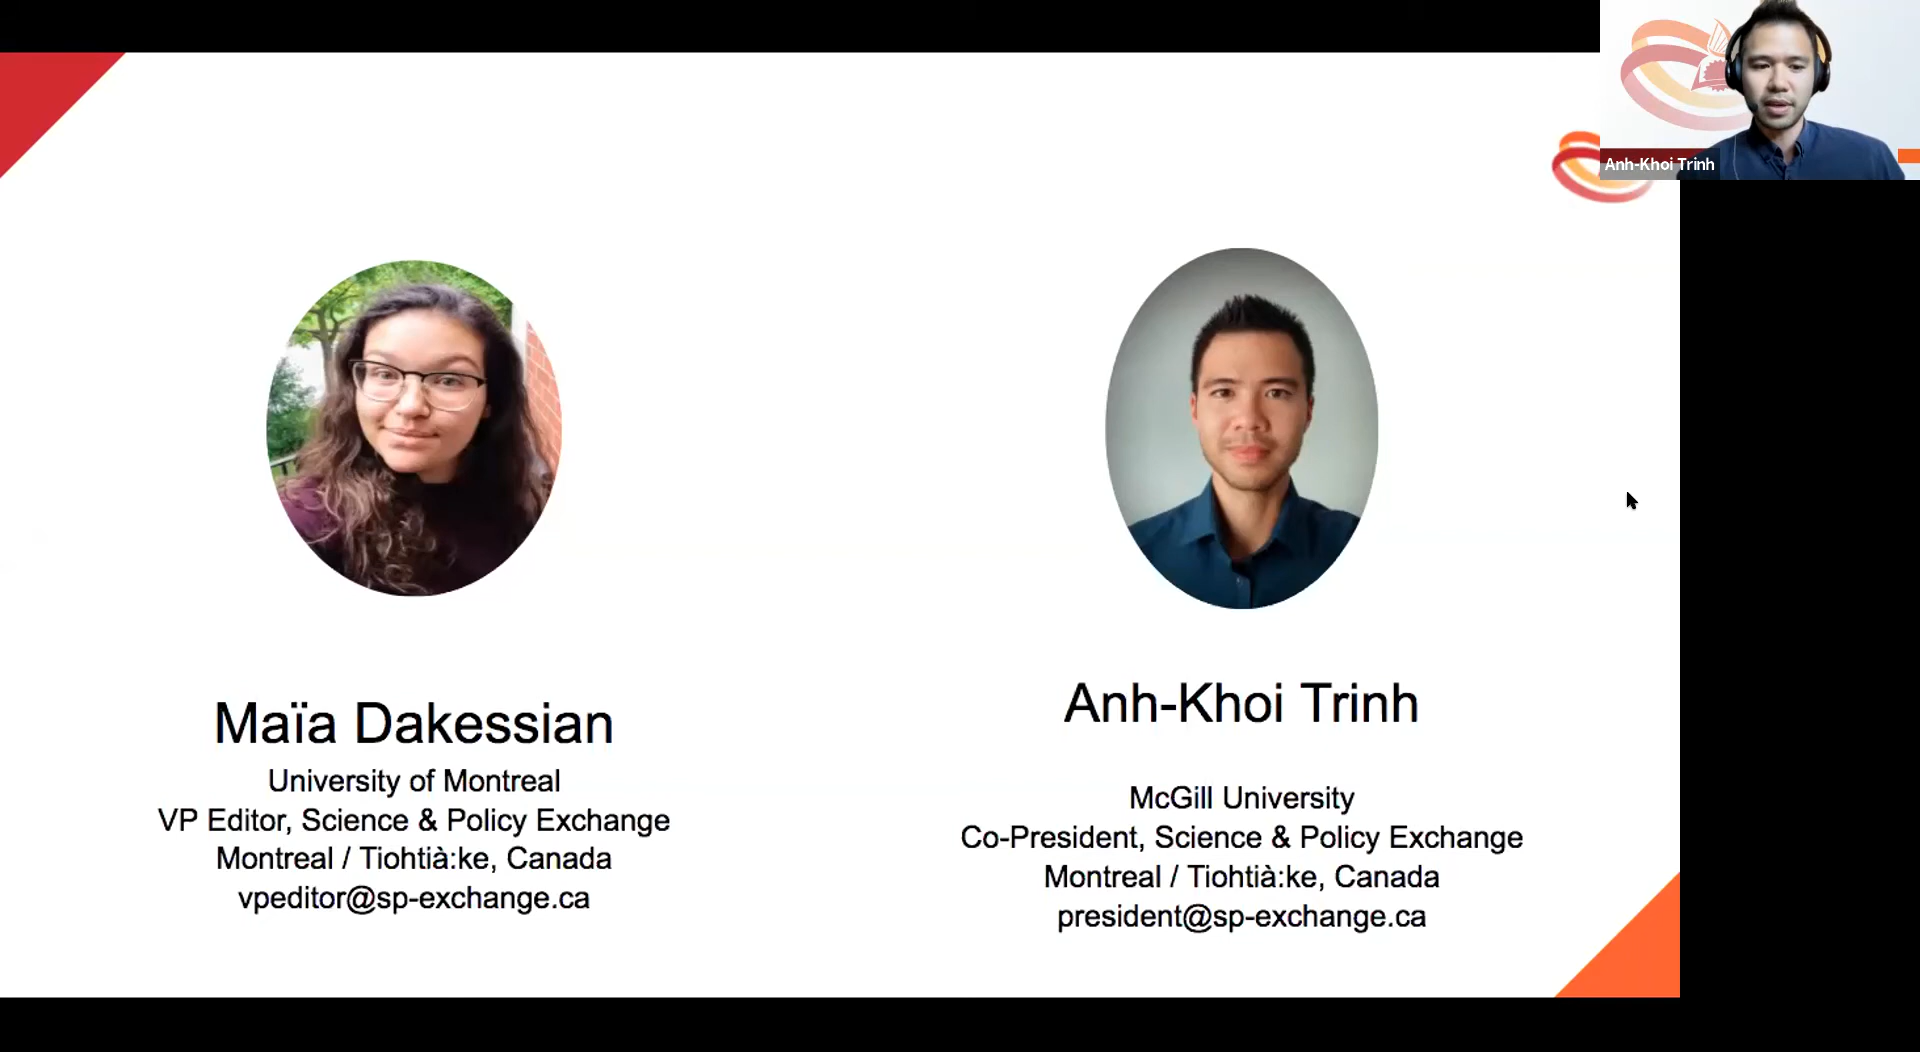 Anh-Khoi Trinh
Maïa Dakessian
University of Montreal
VP Editor, Science & Policy Exchange
Montreal / Tiohtià:ke, Canada
vpeditor@sp-exchange.ca
Anh-Khoi Trinh
McGill University
Co-President, Science & Policy Exchange
Montreal / Tiohtià:ke, Canada
president@sp-exchange.ca